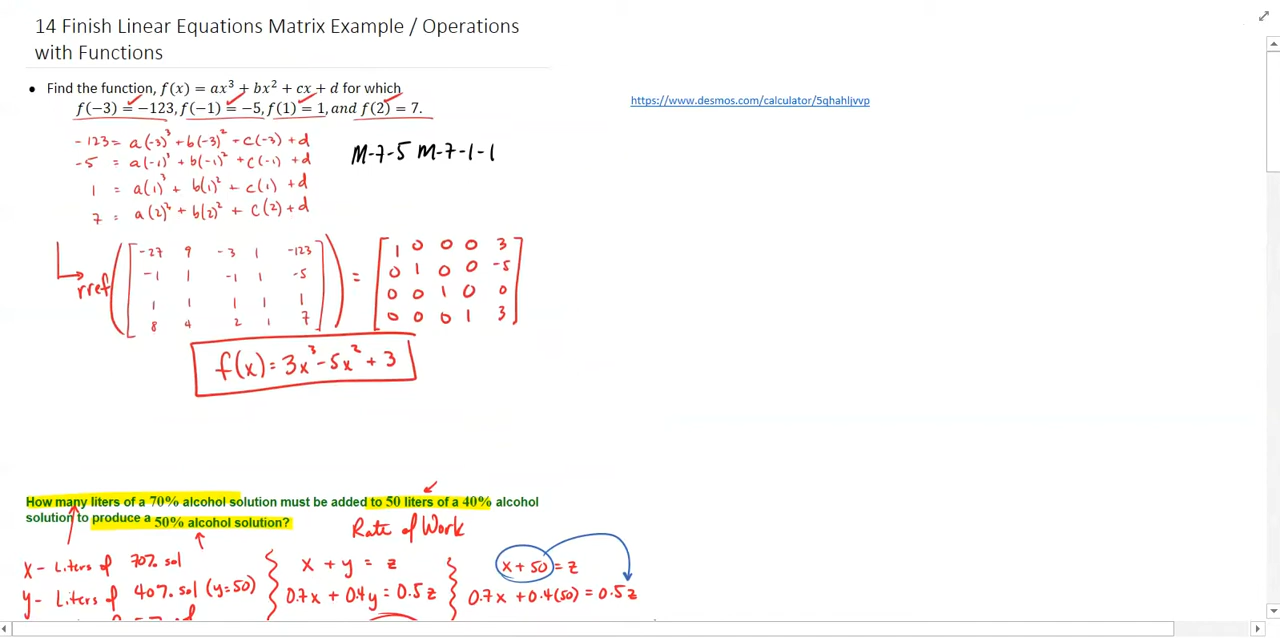 14 Finish Linear Equations Matrix Example / Operations
with Functions
• Find the function, f(x) = ax³ + bx² + cx + d for which
f(−3) = −123, f(−1) = −5, f(1) = 1, and f(2) = 7.
https://www.desmos.com/calculator/5qhahljvvp
-123 = a(-3)³ + b(-3)² + c(-3) + d
-5 = a(-1)³ + b(-1)² + c(-1) + d
1 = a(1)³ + b(1)² + c(1) + d
7 = a(2)³ + b(2)² + c(2) + d
M-7-5 M-7-1-1
rref
-27 9 -3 1 -123
-1 1 -1 1 -5
1 1 1 1 1
8 4 2 1 7
=
1 0 0 0 3
0 1 0 0 -5
0 0 1 0 0
0 0 0 1 3
f(x) = 3x³ - 5x² + 3
How many liters of a 70% alcohol solution must be added to 50 liters of a 40% alcohol
solution to produce a 50% alcohol solution?
Rate of Work
x - Liters of 70% sol
y - Liters of 40% sol (y=50)
x + y = z
0.7x + 0.4y = 0.5z
x + 50 = z
0.7x + 0.4(50) = 0.5z